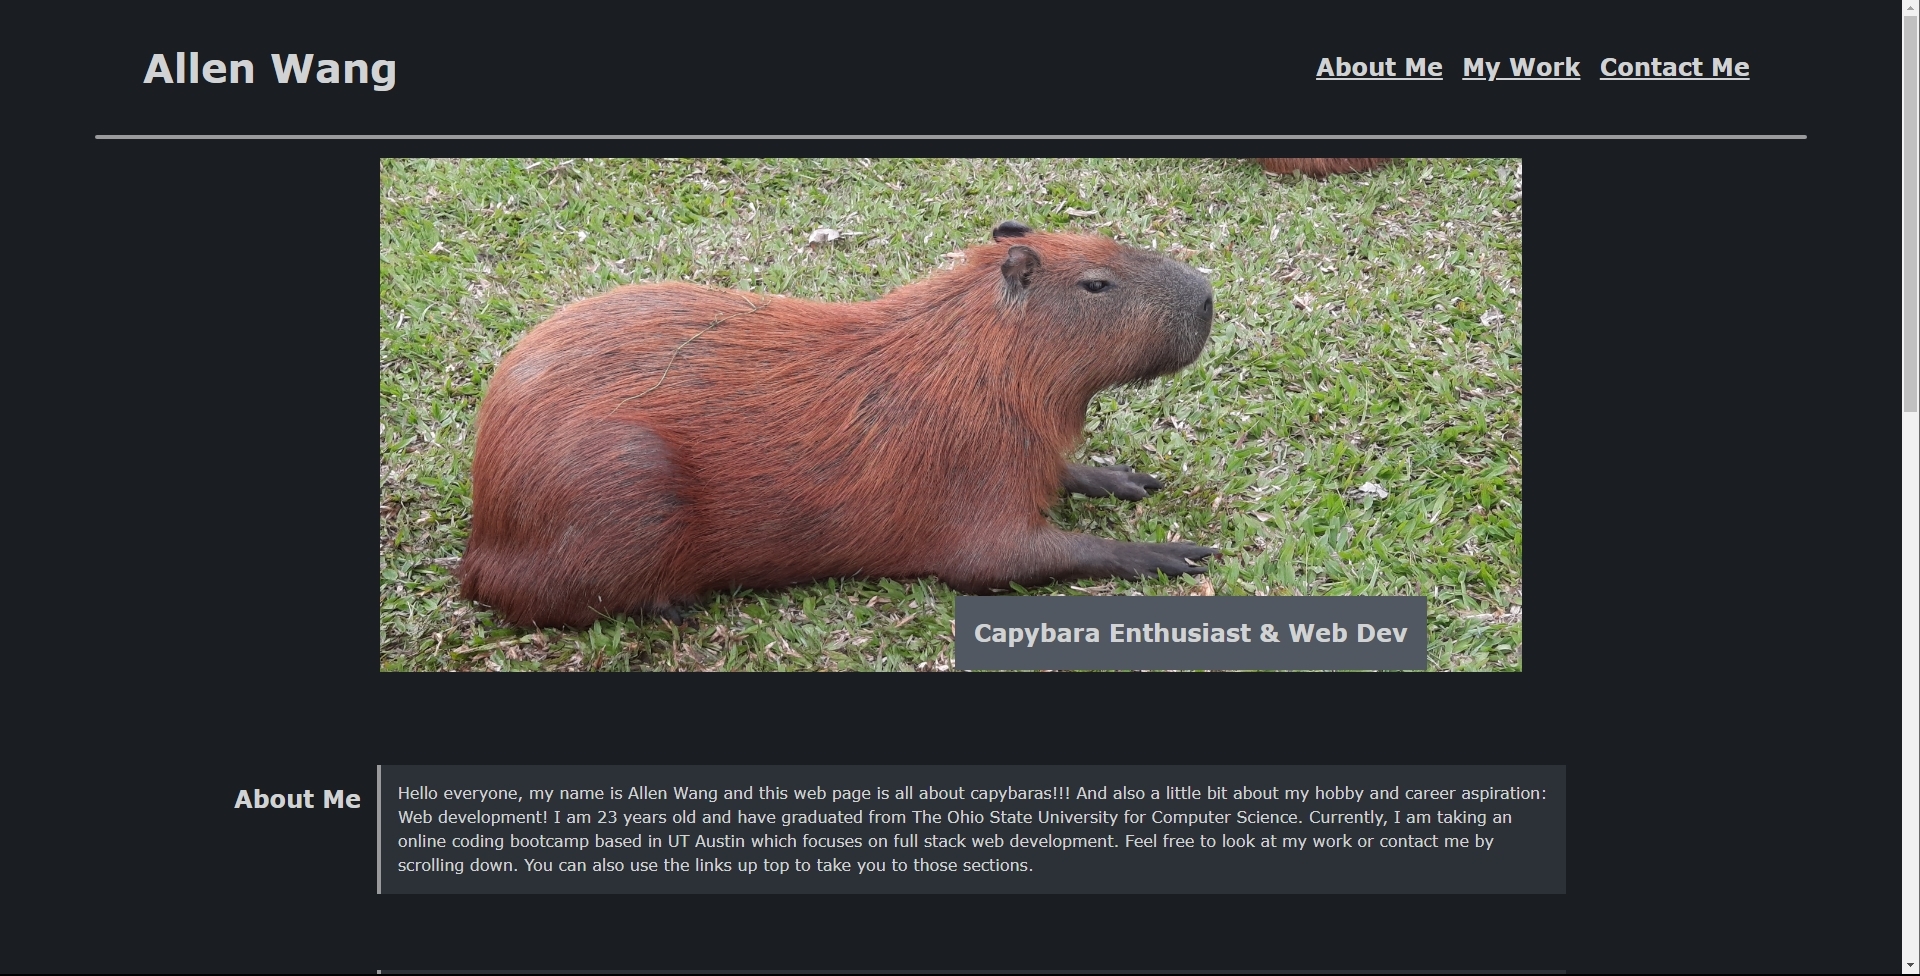 Allen Wang
About Me My Work Contact Me
Capybara Enthusiast & Web Dev
About Me
Hello everyone, my name is Allen Wang and this web page is all about capybaras!!! And also a little bit about my hobby and career aspiration:
Web development! I am 23 years old and have graduated from The Ohio State University for Computer Science. Currently, I am taking an
online coding bootcamp based in UT Austin which focuses on full stack web development. Feel free to look at my work or contact me by
scrolling down. You can also use the links up top to take you to those sections.